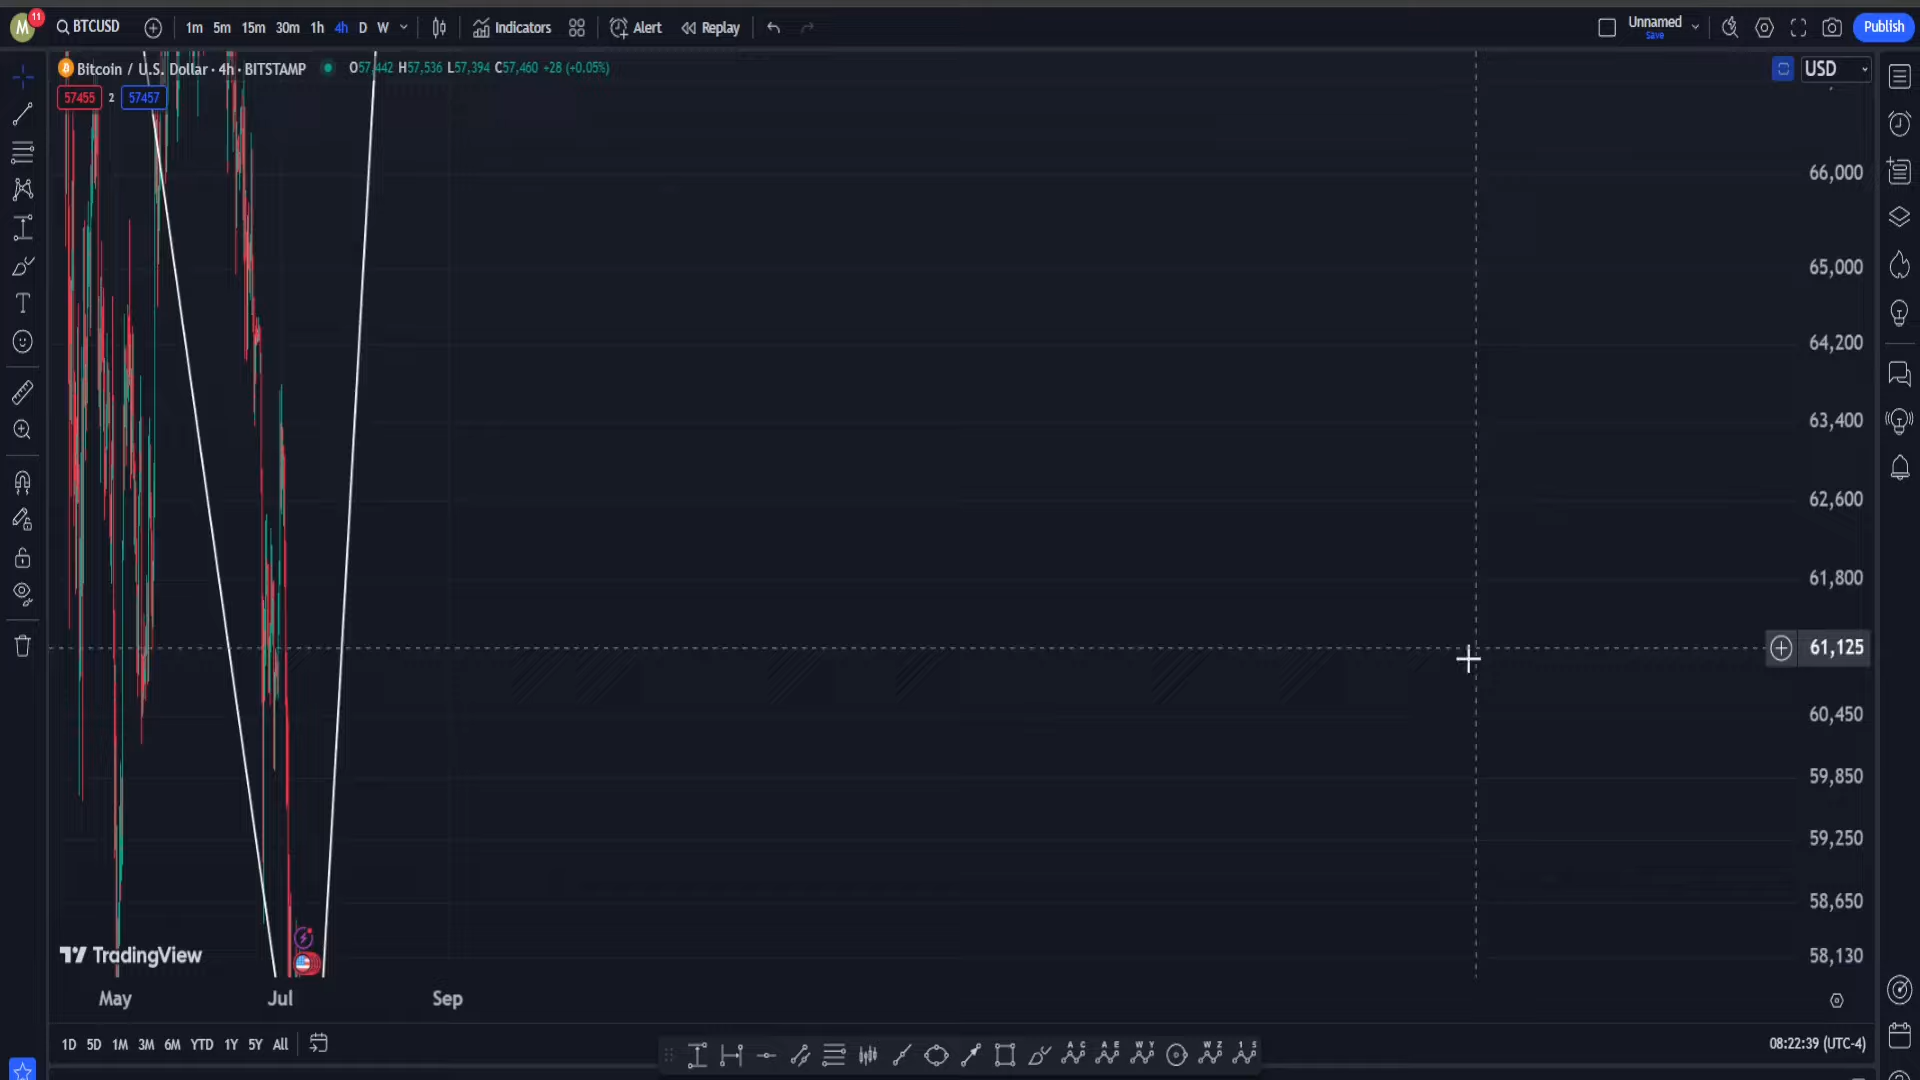 M 11 BTCUSD 1m 5m 15m 30m 1h 4h D W Indicators Alert Replay Unnamed Save Publish
Bitcoin / U.S. Dollar · 4h · BITSTAMP O57,442 H57,536 L57,394 C57,460 +28 (+0.05%) USD
57455 2 57457
66,000
65,000
64,200
63,400
62,600
61,800
61,125
60,450
59,850
59,250
58,650
58,130
TradingView
May Jul Sep
1D 5D 1M 3M 6M YTD 1Y 5Y All 08:22:39 (UTC-4)